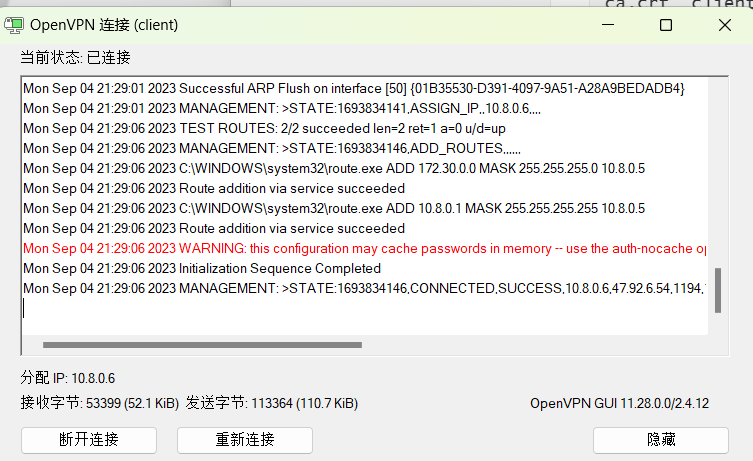 ca.crt client
OpenVPN 连接 (client)
当前状态: 已连接
Mon Sep 04 21:29:01 2023 Successful ARP Flush on interface [50] {01B35530-D391-4097-9A51-A28A9BEDADB4}
Mon Sep 04 21:29:01 2023 MANAGEMENT: >STATE:1693834141,ASSIGN_IP,,10.8.0.6,,,,
Mon Sep 04 21:29:06 2023 TEST ROUTES: 2/2 succeeded len=2 ret=1 a=0 u/d=up
Mon Sep 04 21:29:06 2023 MANAGEMENT: >STATE:1693834146,ADD_ROUTES,,,,,,
Mon Sep 04 21:29:06 2023 C:\WINDOWS\system32\route.exe ADD 172.30.0.0 MASK 255.255.255.0 10.8.0.5
Mon Sep 04 21:29:06 2023 Route addition via service succeeded
Mon Sep 04 21:29:06 2023 C:\WINDOWS\system32\route.exe ADD 10.8.0.1 MASK 255.255.255.255 10.8.0.5
Mon Sep 04 21:29:06 2023 Route addition via service succeeded
Mon Sep 04 21:29:06 2023 WARNING: this configuration may cache passwords in memory -- use the auth-nocache op
Mon Sep 04 21:29:06 2023 Initialization Sequence Completed
Mon Sep 04 21:29:06 2023 MANAGEMENT: >STATE:1693834146,CONNECTED,SUCCESS,10.8.0.6,47.92.6.54,1194,
分配 IP: 10.8.0.6
接收字节: 53399 (52.1 KiB) 发送字节: 113364 (110.7 KiB) OpenVPN GUI 11.28.0.0/2.4.12
断开连接 重新连接 隐藏